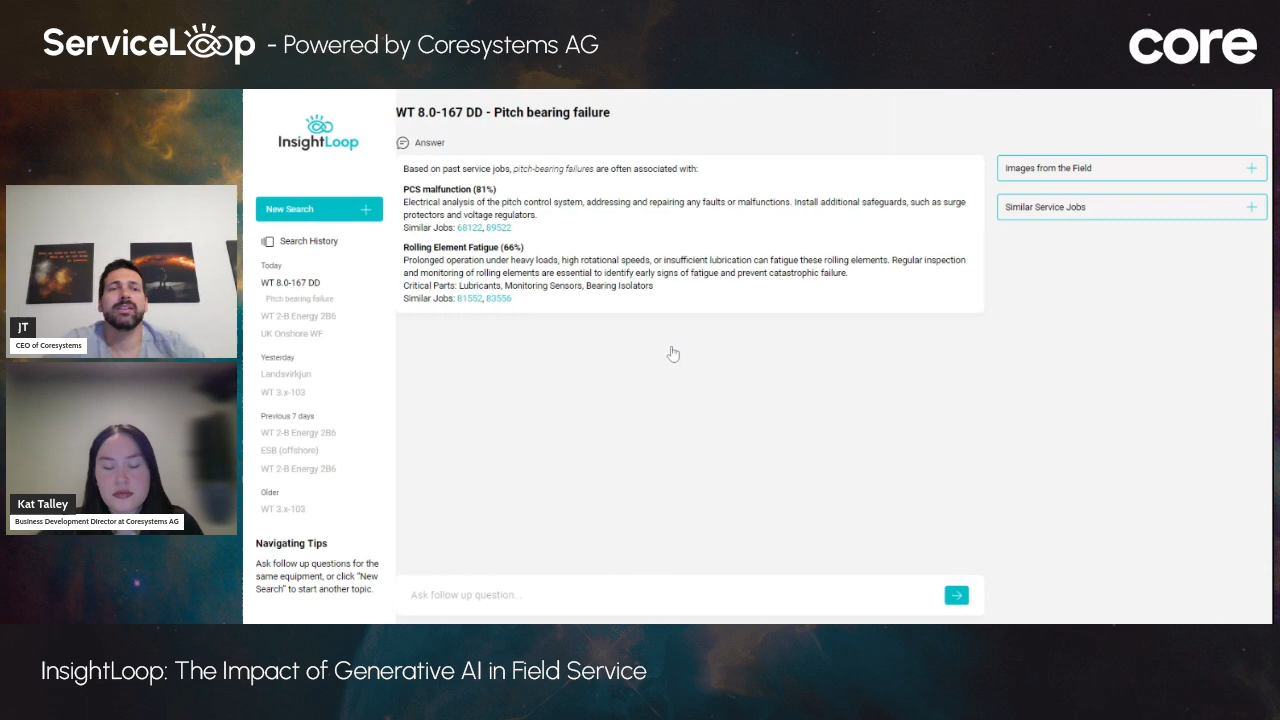 ServiceLoop - Powered by Coresystems AG
core
JT
CEO of Coresystems
Kat Talley
Business Development Director at Coresystems AG
InsightLoop
New Search
Search History
Today
WT 8.0-167 DD
Pitch bearing failure
WT 2-B Energy 2B6
UK Onshore WF
Yesterday
Landsvirkjun
WT 3.x-103
Previous 7 days
WT 2-B Energy 2B6
ESB (offshore)
WT 2-B Energy 2B6
Older
WT 3.x-103
Navigating Tips
Ask follow up questions for the
same equipment, or click "New
Search" to start another topic.
WT 8.0-167 DD - Pitch bearing failure
Answer
Based on past service jobs, pitch-bearing failures are often associated with:
PCS malfunction (81%)
Electrical analysis of the pitch control system, addressing and repairing any faults or malfunctions. Install additional safeguards, such as surge
protectors and voltage regulators.
Similar Jobs: 68122, 89522
Rolling Element Fatigue (66%)
Prolonged operation under heavy loads, high rotational speeds, or insufficient lubrication can fatigue these rolling elements. Regular inspection
and monitoring of rolling elements are essential to identify early signs of fatigue and prevent catastrophic failure.
Critical Parts: Lubricants, Monitoring Sensors, Bearing Isolators
Similar Jobs: 81552, 83556
Ask follow up question...
Images from the Field
Similar Service Jobs
InsightLoop: The Impact of Generative AI in Field Service